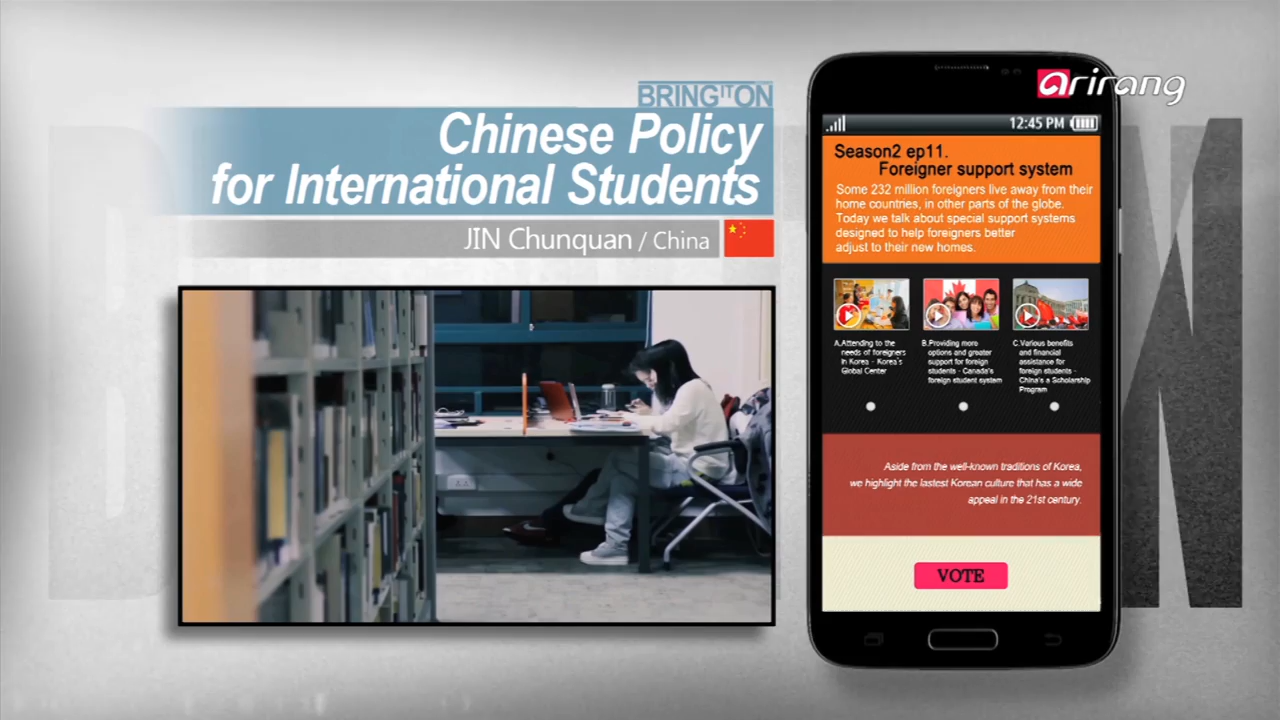 BRING IT ON
Chinese Policy
for International Students
JIN Chunquan / China
arirang
12:45 PM
Season2 ep11.
Foreigner support system
Some 232 million foreigners live away from their
home countries, in other parts of the globe.
Today we talk about special support systems
designed to help foreigners better
adjust to their new homes.
A.Attending to the
needs of foreigners
in Korea - Korea's
Global Center
B.Providing more
options and greater
support for foreign
students - Canada's
foreign student system
C.Various benefits
and financial
assistance for
foreign students -
China's a Scholarship
Program
Aside from the well-known traditions of Korea,
we highlight the lastest Korean culture that has a wide
appeal in the 21st century.
VOTE